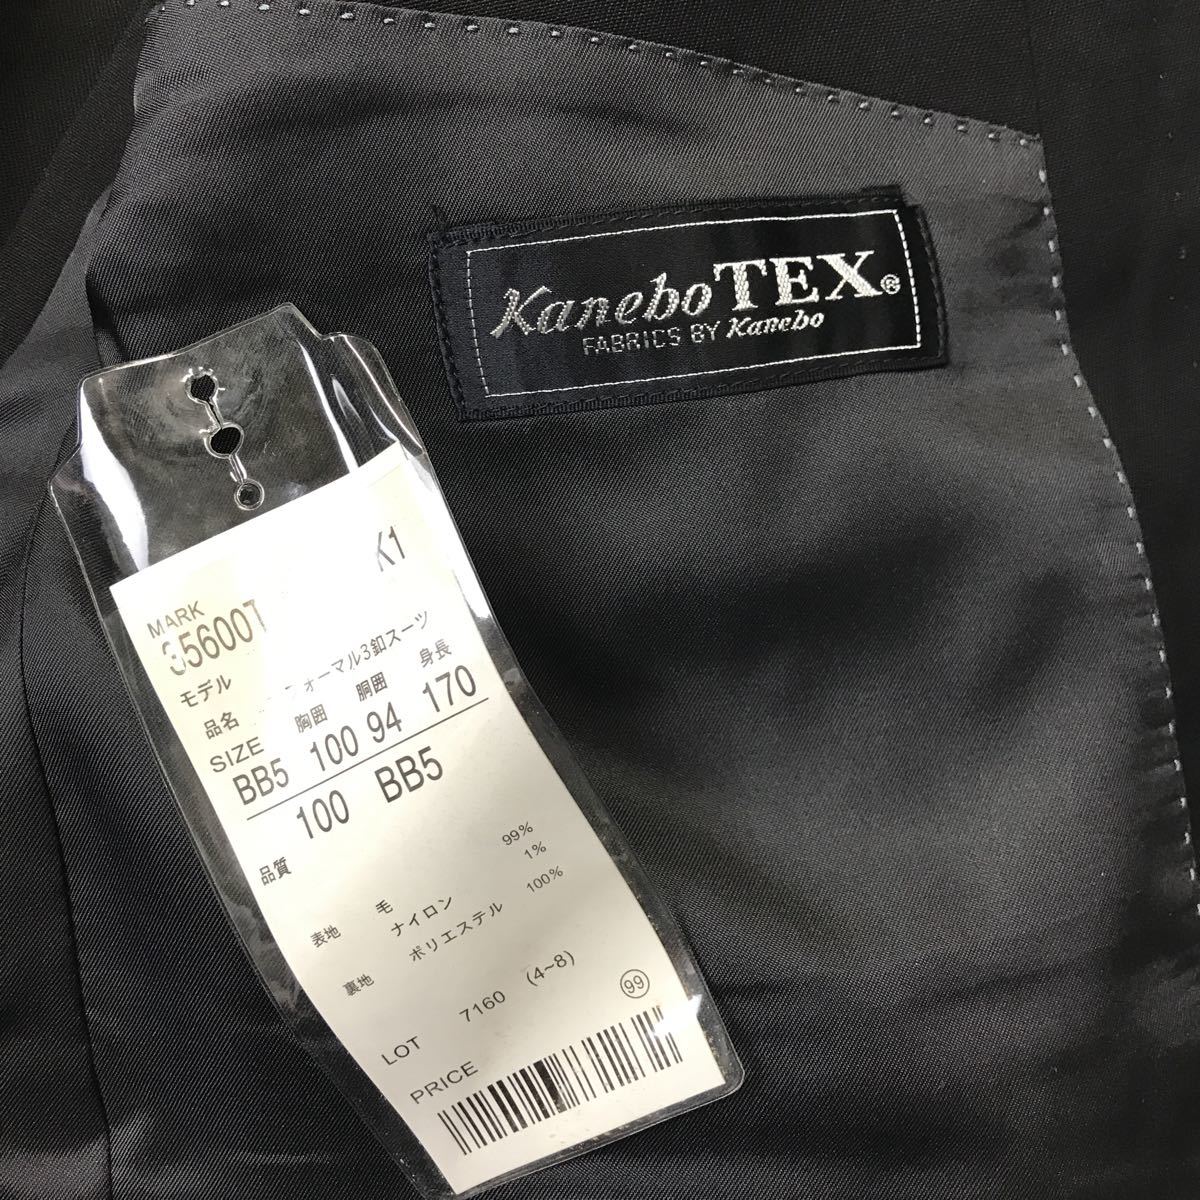 Kanebo TEX®
FABRICS BY Kanebo
K1
MARK
35600T
モデル
品名 フォーマル3釦スーツ
SIZE 胸囲 胴囲 身長
BB5 100 94 170
100 BB5
品質
表地 毛 99%
ナイロン 1%
裏地 ポリエステル 100%
LOT 7160 (4~8)
PRICE
99